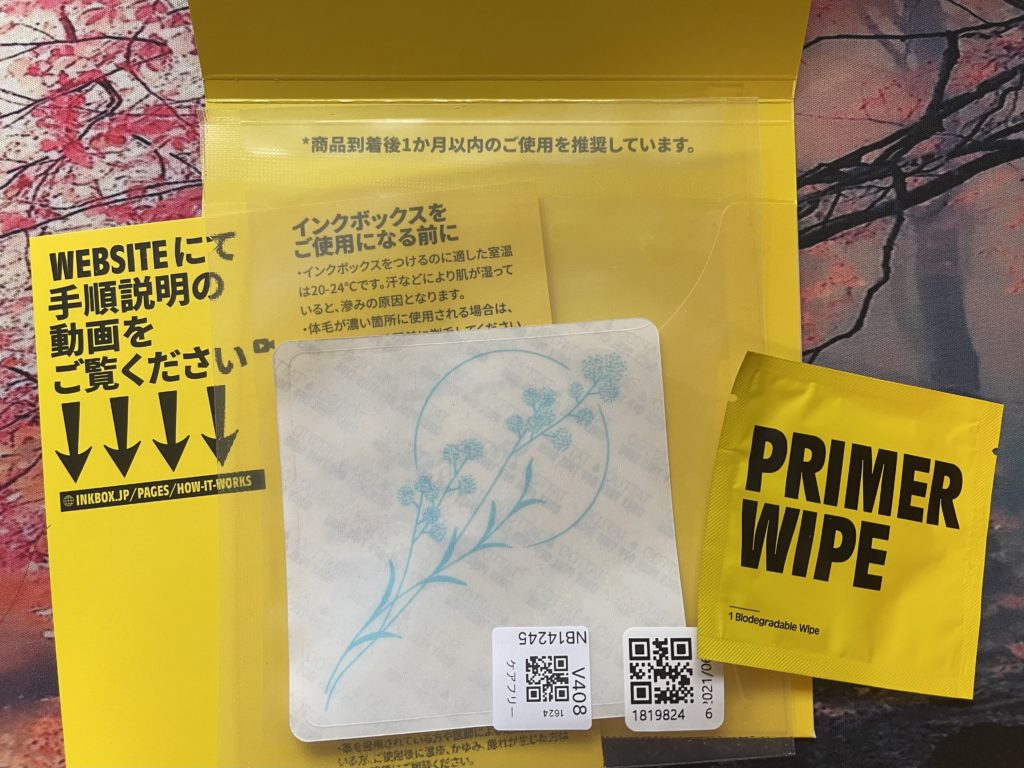 *商品到着後1か月以内のご使用を推奨しています。
インクボックスを
ご使用になる前に
・インクボックスをつけるのに適した室温
は20-24℃です。汗などにより肌が湿って
いると、滲みの原因となります。
・体毛が濃い箇所に使用される場合は、
WEBSITEにて
手順説明の
動画を
ご覧ください
INKBOX.JP/PAGES/HOW-IT-WORKS
PRIMER
WIPE
1 Biodegradable Wipe
NB14245
V408
ケアフリー
1624
1819824
6